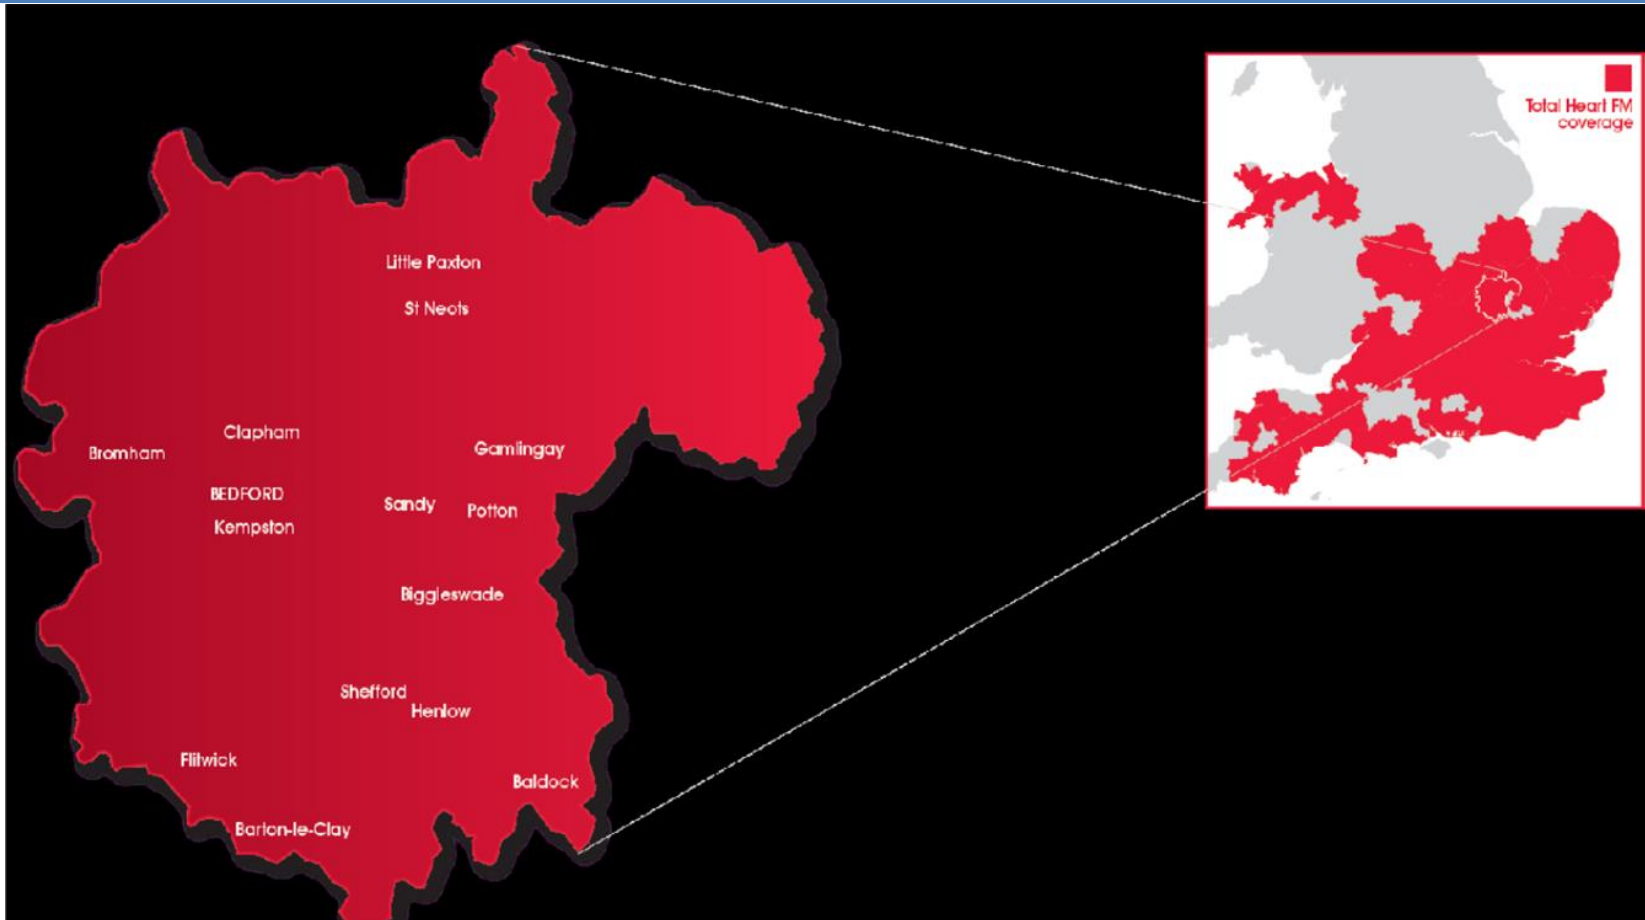 Total Heart FM
coverage
Little Paxton
St Neots
Clapham
Bromham
Gamlingay
BEDFORD
Sandy
Potton
Kempston
Biggleswade
Shefford
Henlow
Flitwick
Baldock
Barton-le-Clay